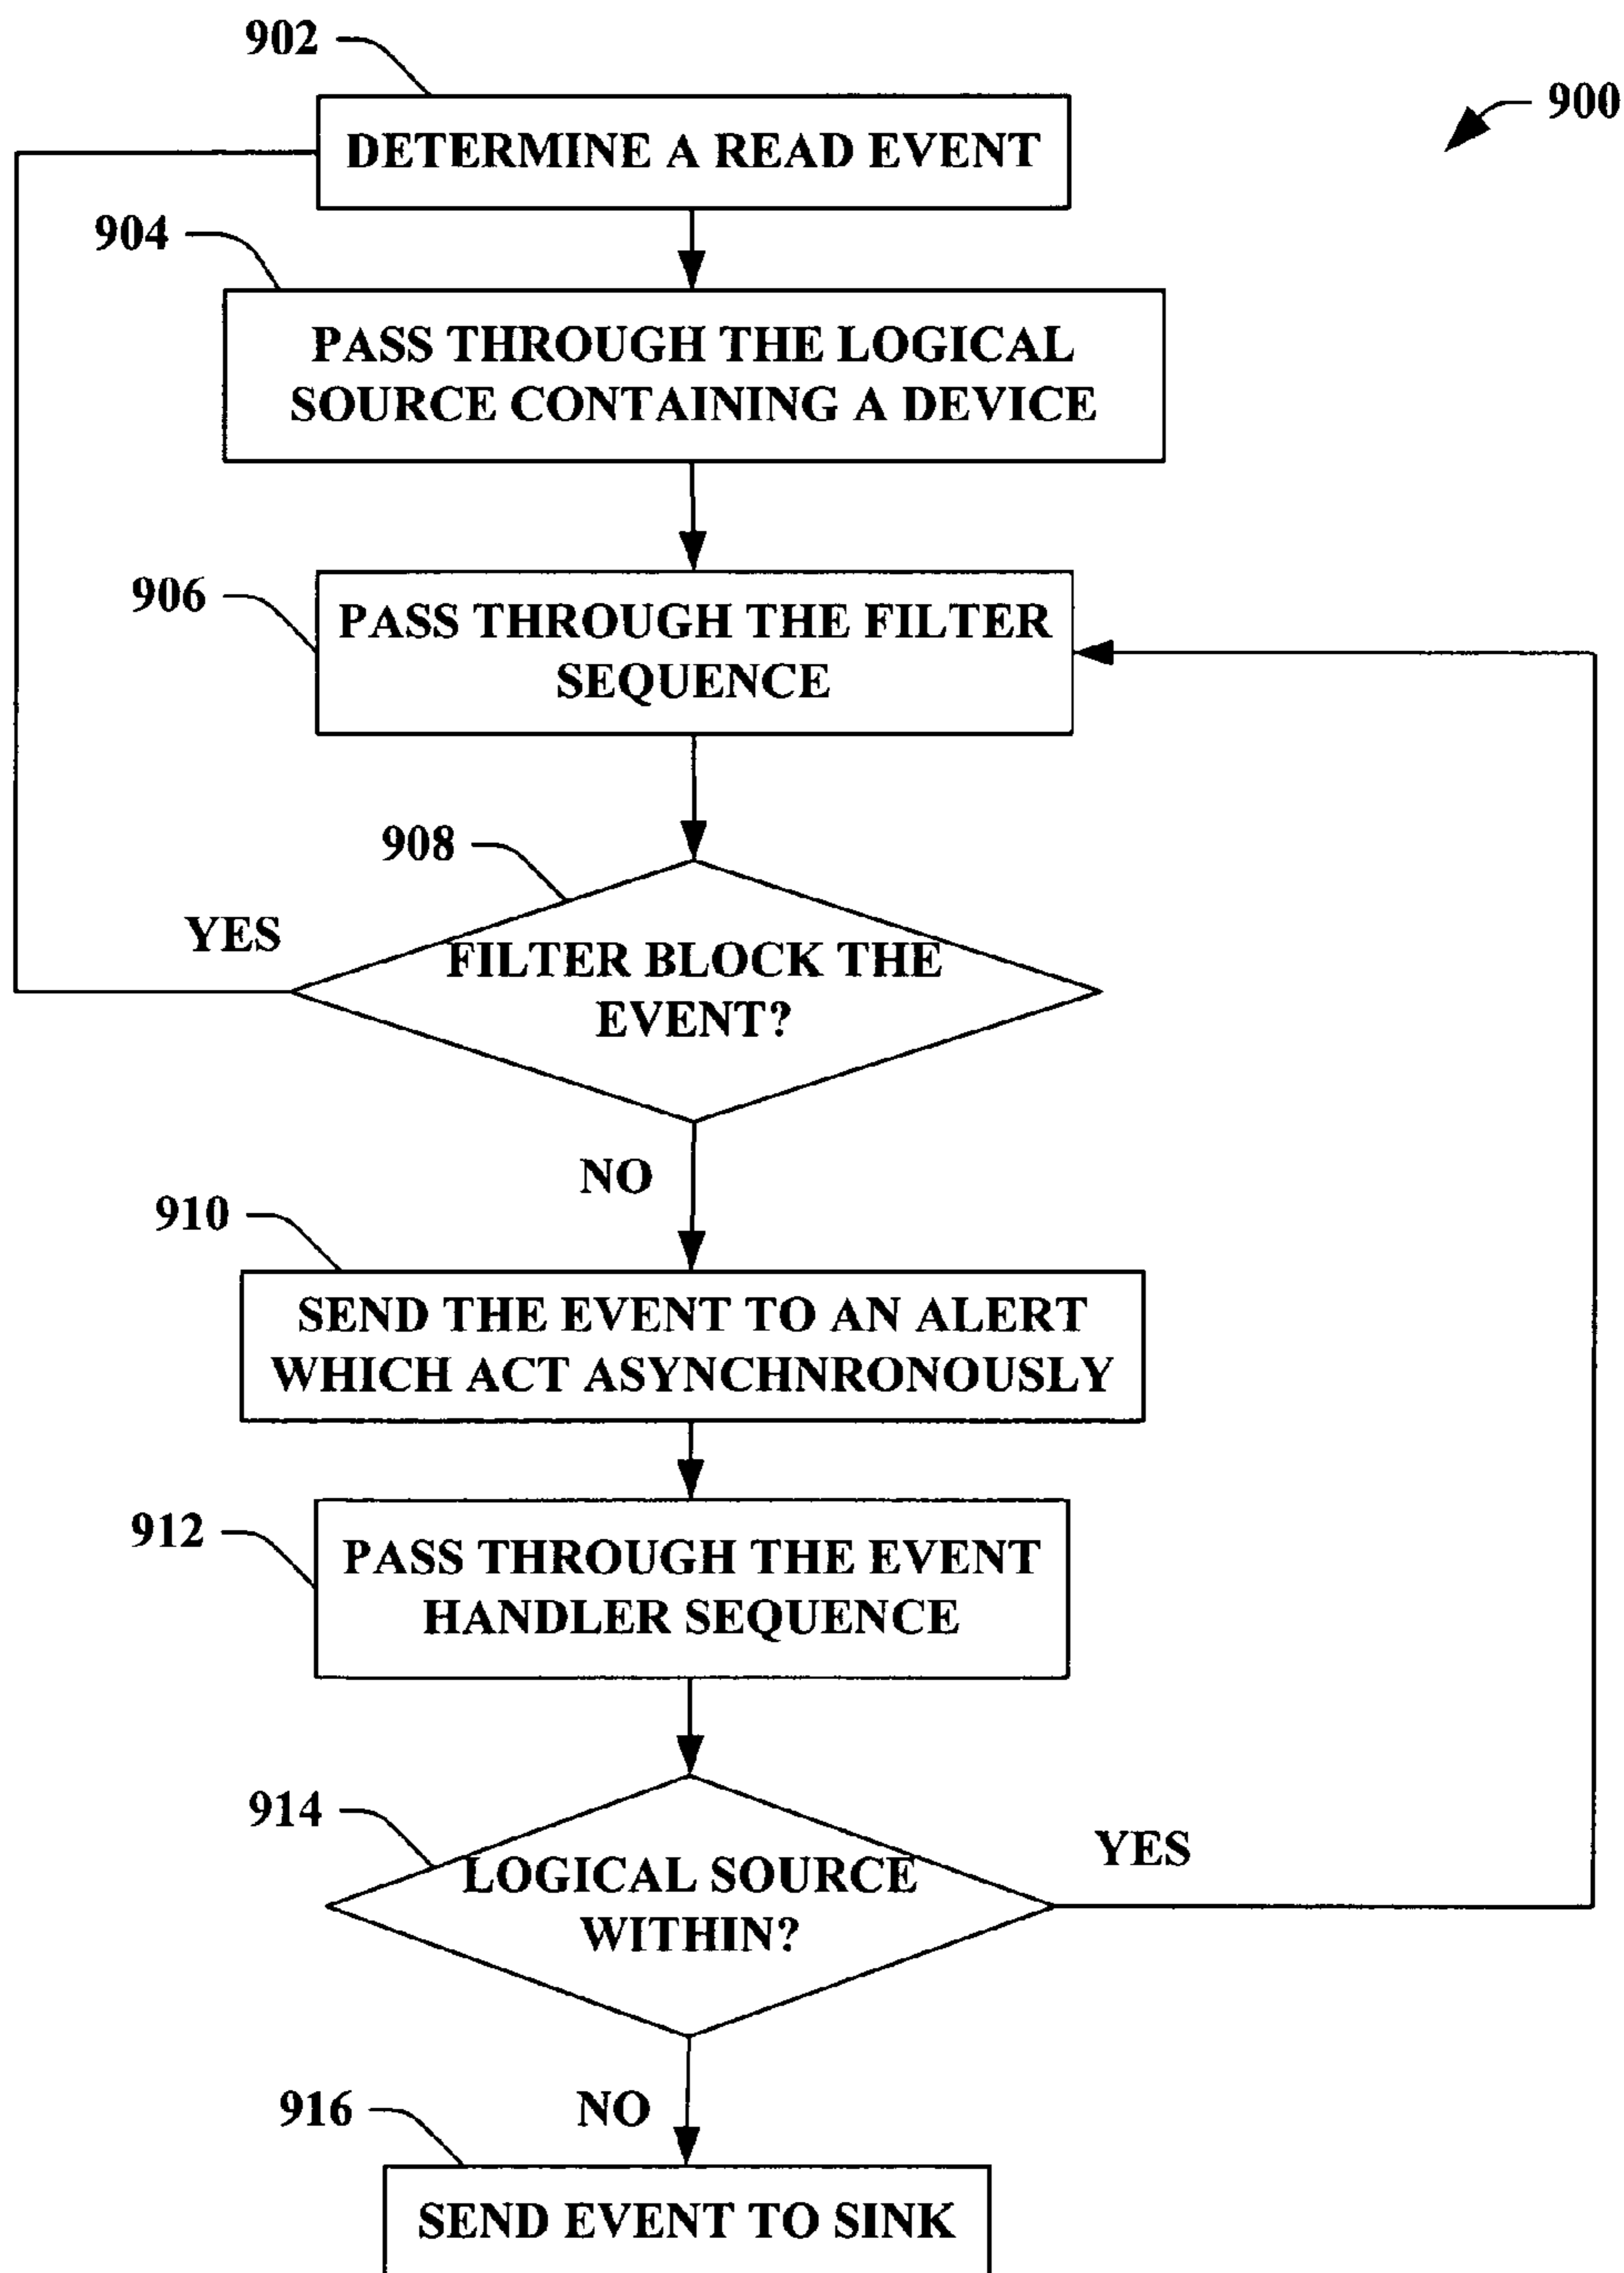 902
900
DETERMINE A READ EVENT
904
PASS THROUGH THE LOGICAL
SOURCE CONTAINING A DEVICE
906
PASS THROUGH THE FILTER
SEQUENCE
908
YES
FILTER BLOCK THE
EVENT?
NO
910
SEND THE EVENT TO AN ALERT
WHICH ACT ASYNCHNRONOUSLY
912
PASS THROUGH THE EVENT
HANDLER SEQUENCE
914
YES
LOGICAL SOURCE
WITHIN?
916
NO
SEND EVENT TO SINK